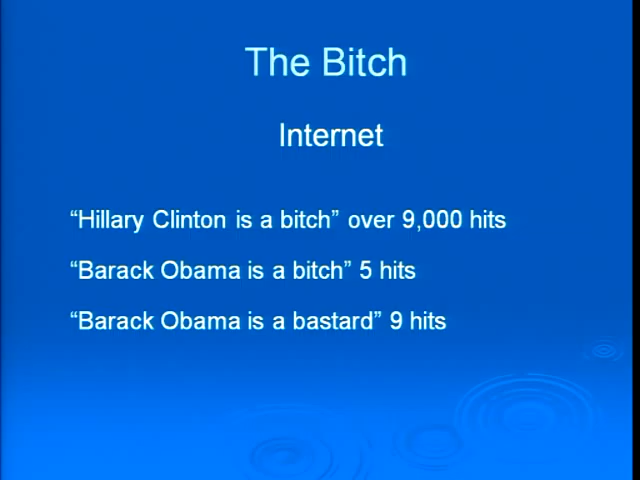 The Bitch
Internet
“Hillary Clinton is a bitch” over 9,000 hits
“Barack Obama is a bitch” 5 hits
“Barack Obama is a bastard” 9 hits